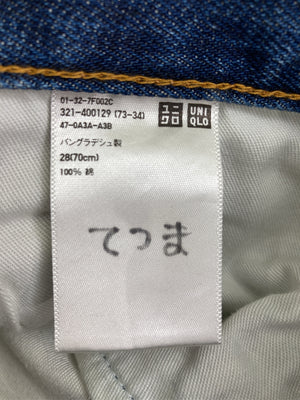 01-32-7F002C
321-400129 (73-34)
47-0A3A-A3B
バングラデシュ製
28(70cm)
100% 綿
ユニ
クロ
UNI
QLO
てつま